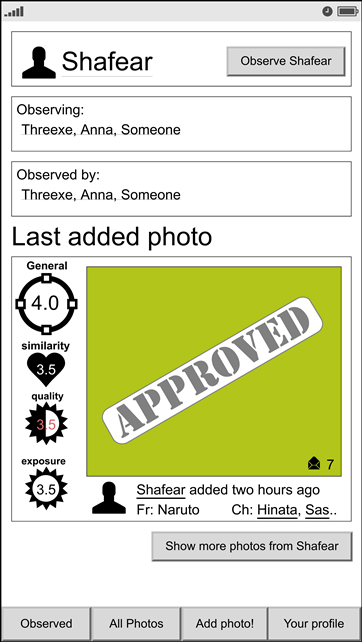 Shafear
Observe Shafear
Observing:
Threexe, Anna, Someone
Observed by:
Threexe, Anna, Someone
Last added photo
General
4.0
similarity
3.5
quality
3.5
exposure
3.5
APPROVED
7
Shafear added two hours ago
Fr: Naruto Ch: Hinata, Sas..
Show more photos from Shafear
Observed All Photos Add photo! Your profile